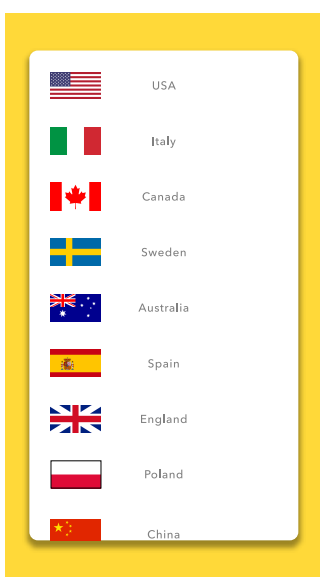 USA
Italy
Canada
Sweden
Australia
Spain
England
Poland
China